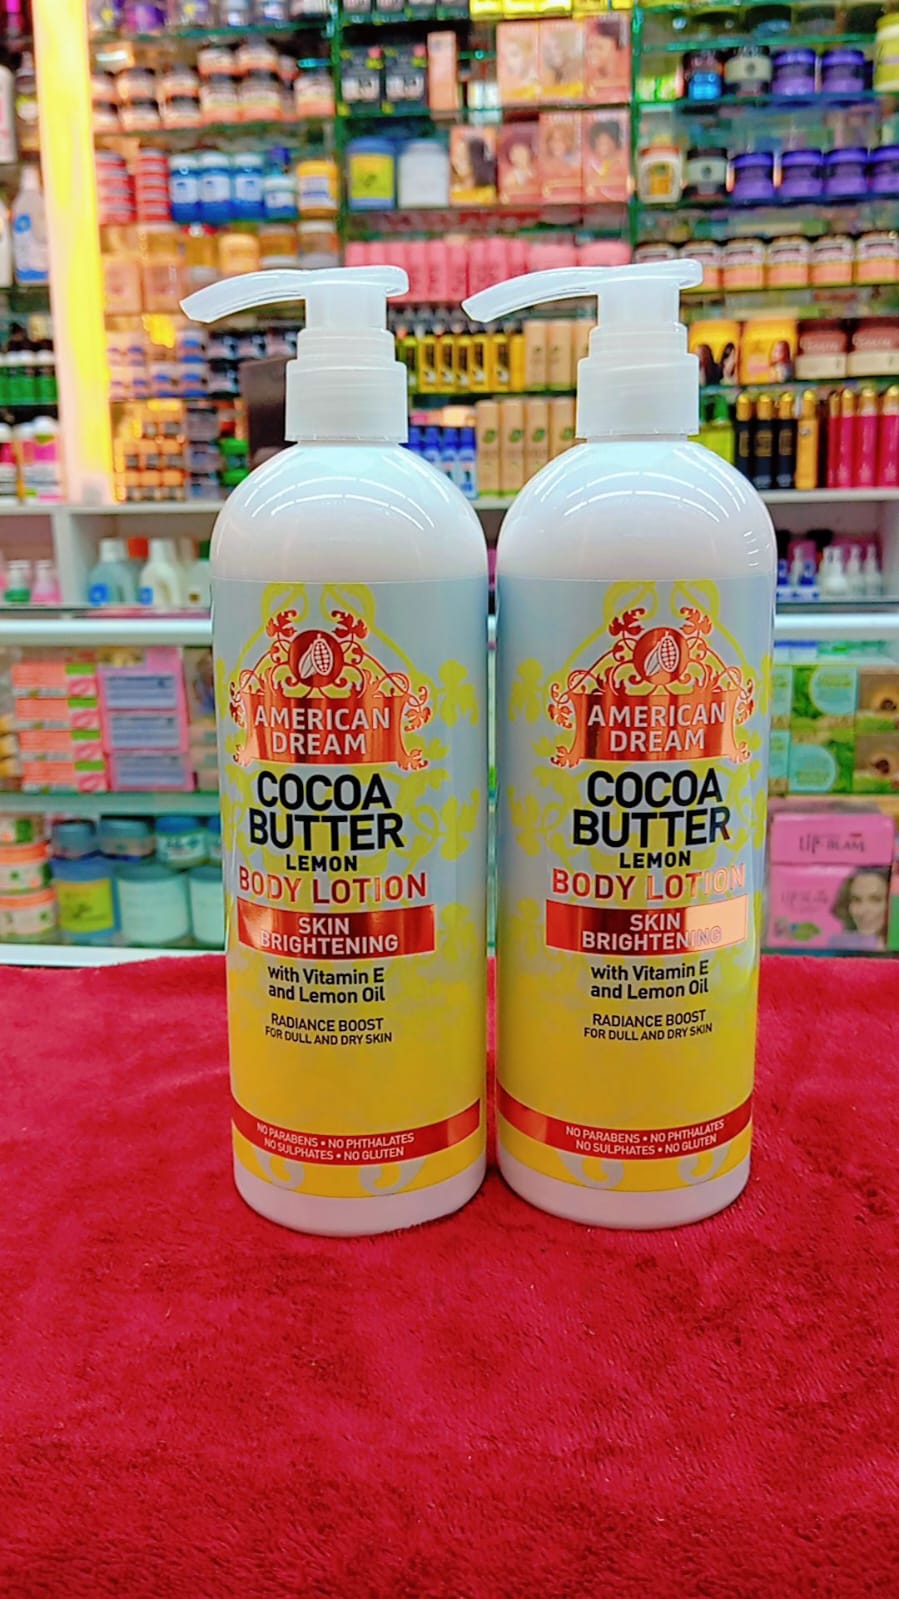 AMERICAN
DREAM
COCOA
BUTTER
LEMON
BODY LOTION
SKIN
BRIGHTENING
with Vitamin E
and Lemon Oil
RADIANCE BOOST
FOR DULL AND DRY SKIN
NO PARABENS • NO PHTHALATES
NO SULPHATES • NO GLUTEN
AMERICAN
DREAM
COCOA
BUTTER
LEMON
BODY LOTION
SKIN
BRIGHTENING
with Vitamin E
and Lemon Oil
RADIANCE BOOST
FOR DULL AND DRY SKIN
NO PARABENS • NO PHTHALATES
NO SULPHATES • NO GLUTEN